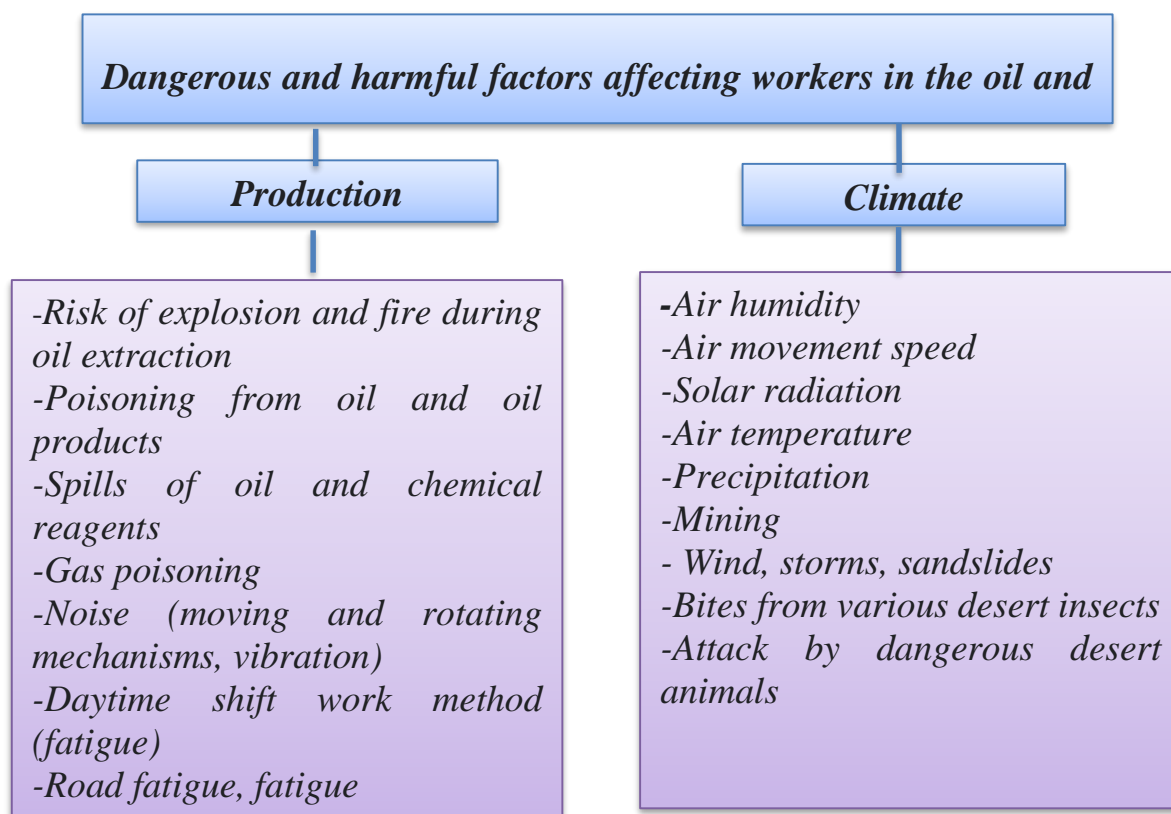 Dangerous and harmful factors affecting workers in the oil and
Production
-Risk of explosion and fire during
oil extraction
-Poisoning from oil and oil
products
-Spills of oil and chemical
reagents
-Gas poisoning
-Noise (moving and rotating
mechanisms, vibration)
-Daytime shift work method
(fatigue)
-Road fatigue, fatigue
Climate
-Air humidity
-Air movement speed
-Solar radiation
-Air temperature
-Precipitation
-Mining
- Wind, storms, sandslides
-Bites from various desert insects
-Attack by dangerous desert
animals